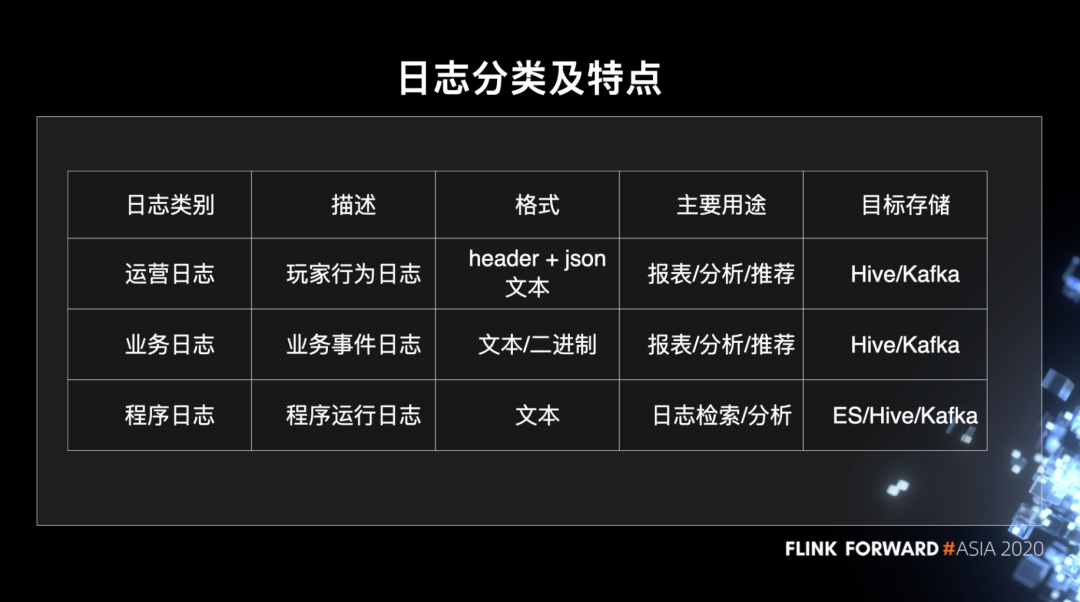 日志分类及特点
日志类别 描述 格式 主要用途 目标存储
运营日志 玩家行为日志 header + json 报表/分析/推荐 Hive/Kafka
文本
业务日志 业务事件日志 文本/二进制 报表/分析/推荐 Hive/Kafka
程序日志 程序运行日志 文本 日志检索/分析 ES/Hive/Kafka
FLINK FORWARD #ASIA 2020